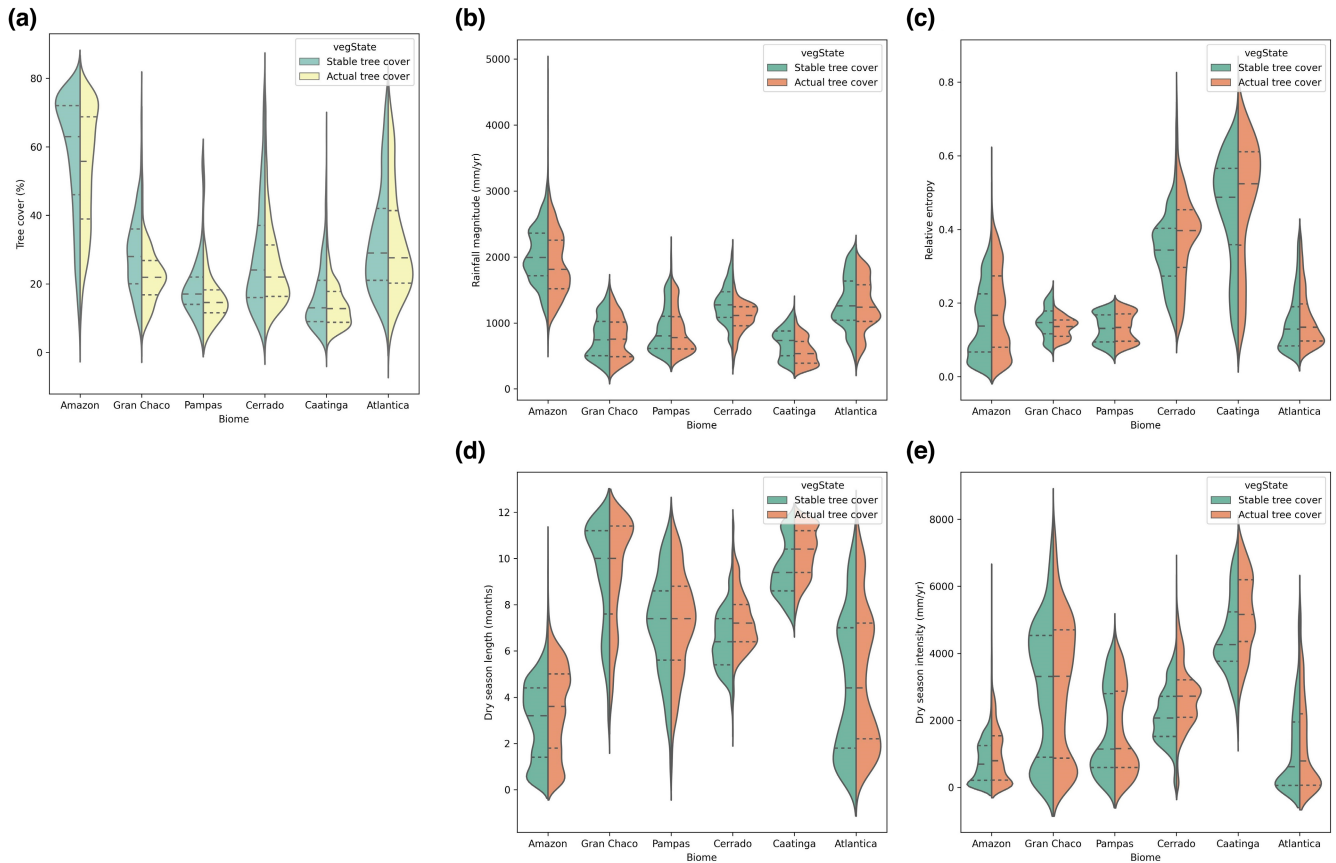 (a)
vegState
Stable tree cover
Actual tree cover
80
60
40
20
0
Tree cover (%)
Amazon Gran Chaco Pampas Cerrado Caatinga Atlantica
Biome
(b)
vegState
Stable tree cover
Actual tree cover
5000
4000
3000
2000
1000
0
Rainfall magnitude (mm/yr)
Amazon Gran Chaco Pampas Cerrado Caatinga Atlantica
Biome
(c)
vegState
Stable tree cover
Actual tree cover
0.8
0.6
0.4
0.2
0.0
Relative entropy
Amazon Gran Chaco Pampas Cerrado Caatinga Atlantica
Biome
(d)
vegState
Stable tree cover
Actual tree cover
12
10
8
6
4
2
0
Dry season length (months)
Amazon Gran Chaco Pampas Cerrado Caatinga Atlantica
Biome
(e)
vegState
Stable tree cover
Actual tree cover
8000
6000
4000
2000
0
Dry season intensity (mm/yr)
Amazon Gran Chaco Pampas Cerrado Caatinga Atlantica
Biome